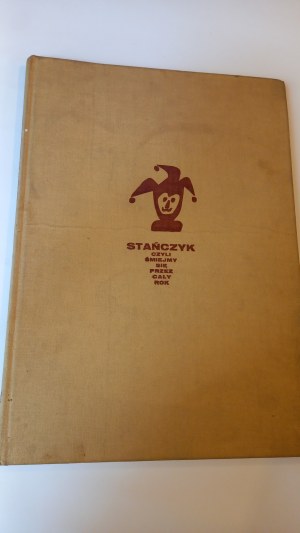 STAŃCZYK
CZYLI
ŚMIEJMY
SIĘ
PRZEZ
CAŁY
ROK